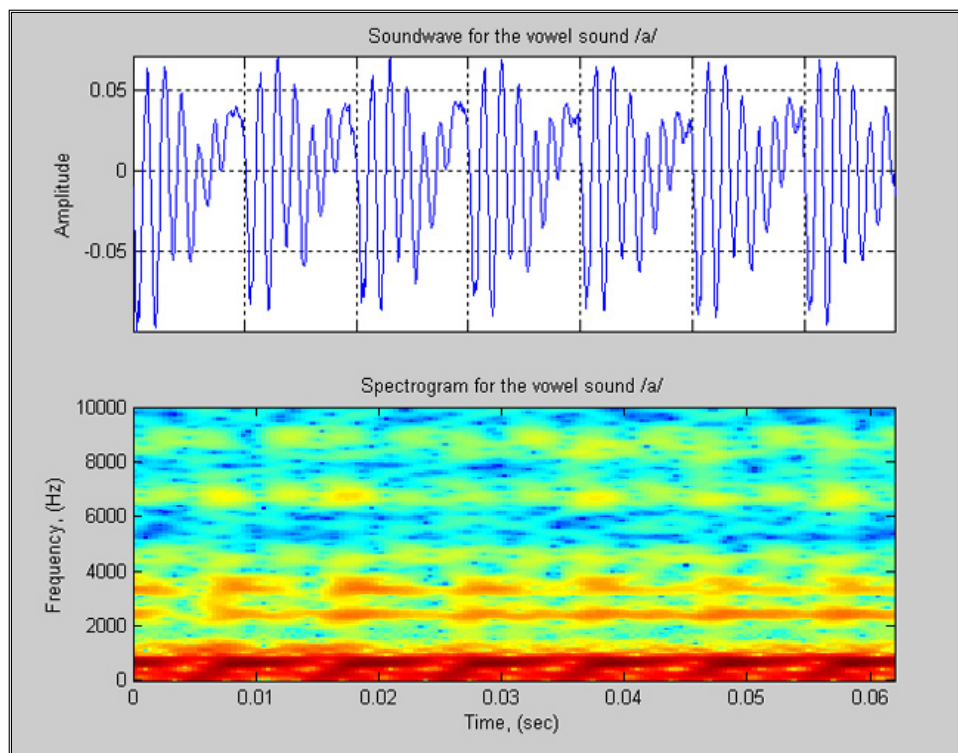 Soundwave for the vowel sound /a/
0.05
0
-0.05
Amplitude
Spectrogram for the vowel sound /a/
10000
8000
6000
4000
2000
0
Frequency, (Hz)
0 0.01 0.02 0.03 0.04 0.05 0.06
Time, (sec)